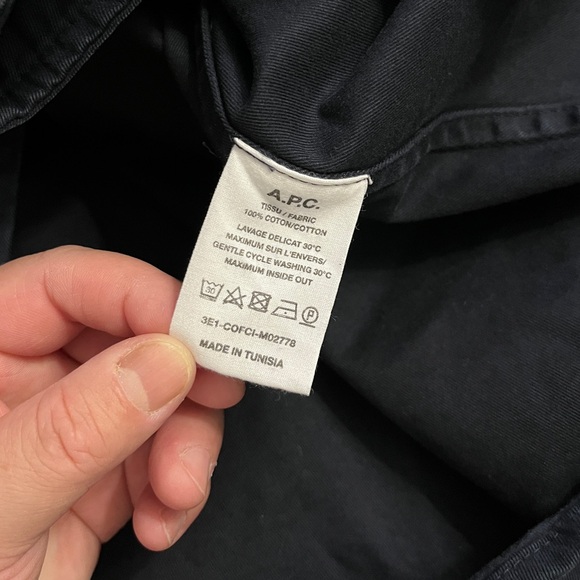 A.P.C.
TISSU / FABRIC
100% COTON/COTTON
LAVAGE DELICAT 30°C
MAXIMUM SUR L'ENVERS/
GENTLE CYCLE WASHING 30°C
MAXIMUM INSIDE OUT
30 P
3E1-COFCI-M02778
MADE IN TUNISIA